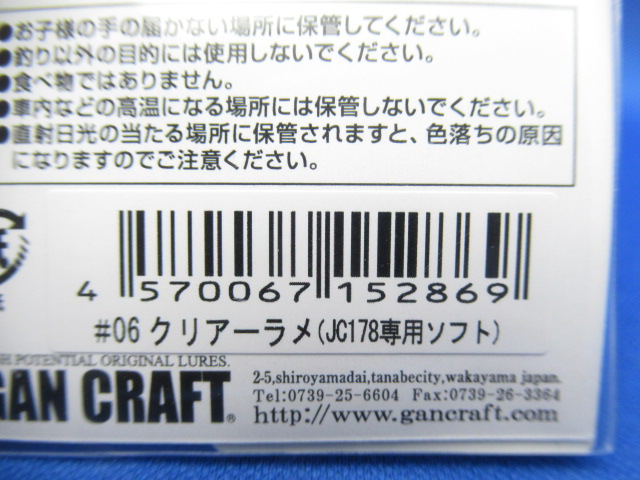 ●お子様の手の届かない場所に保管してください。
●釣り以外の目的には使用しないでください。
●食べ物ではありません。
●車内などの高温になる場所には保管しないでください。
●直射日光の当たる場所に保管されますと、色落ちの原因
になりますのでご注意ください。
4 570067 152869
#06 クリアーラメ(JC178専用ソフト)
POTENTIAL ORIGINAL LURES.
GAN CRAFT®
2-5,shiroyamadai,tanabecity,wakayama japan.
Tel:0739-25-6604 Fax:0739-26-3364
http://www.gancraft.com